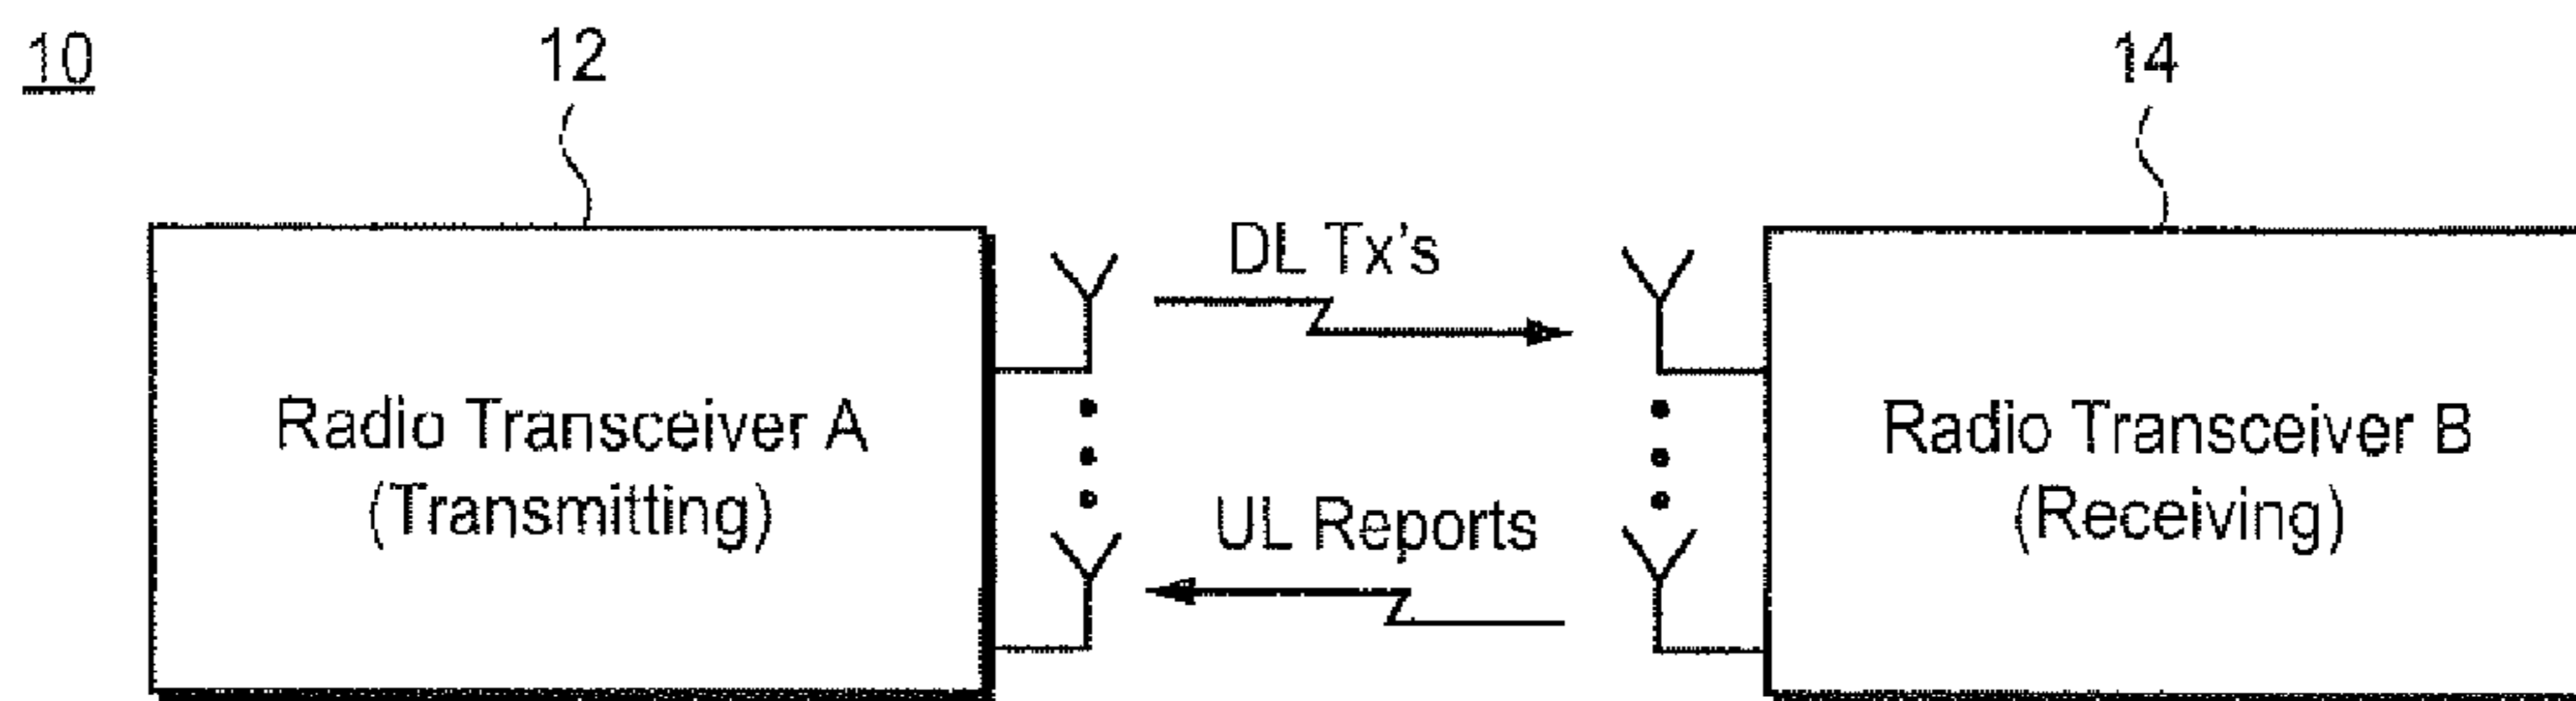 10
12
14
DL Tx's
Radio Transceiver A
(Transmitting)
UL Reports
Radio Transceiver B
(Receiving)